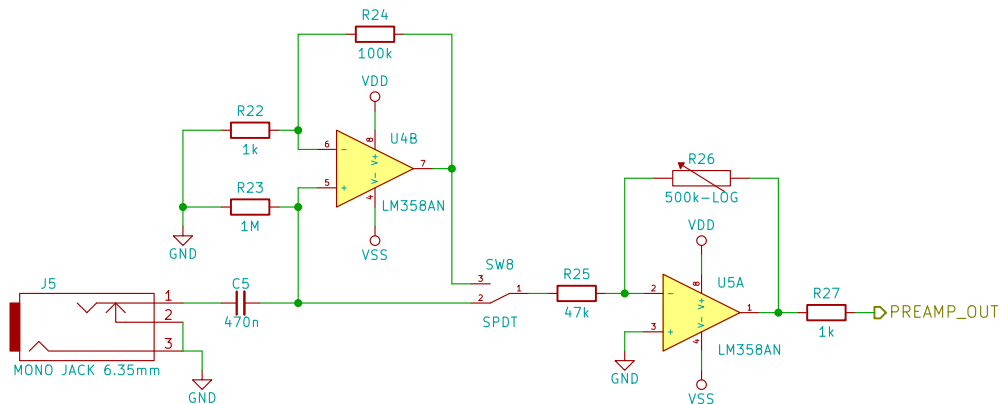 R24
100k
VDD
R22
1k
U4B
6
8
V+
7
5
V-
4
LM358AN
R23
1M
GND
VSS
J5
MONO JACK 6.35mm
1
2
3
C5
470n
GND
SW8
3
2
1
SPDT
R25
47k
R26
500k-LOG
VDD
U5A
2
8
V+
1
3
V-
4
LM358AN
GND
VSS
R27
1k
PREAMP_OUT